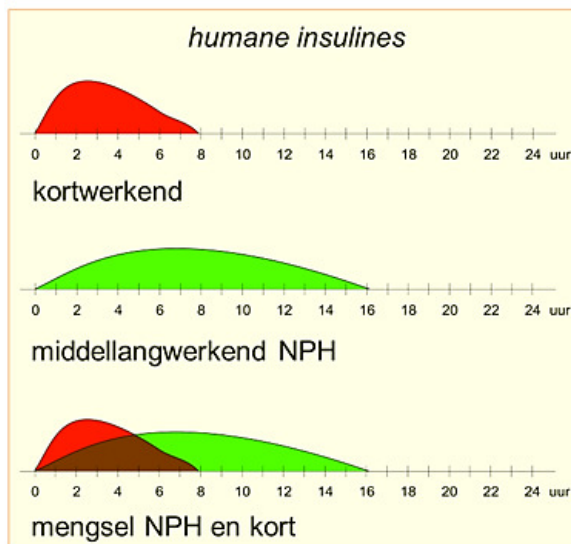 humane insulines
0 2 4 6 8 10 12 14 16 18 20 22 24 uur
kortwerkend
0 2 4 6 8 10 12 14 16 18 20 22 24 uur
middellangwerkend NPH
0 2 4 6 8 10 12 14 16 18 20 22 24 uur
mengsel NPH en kort